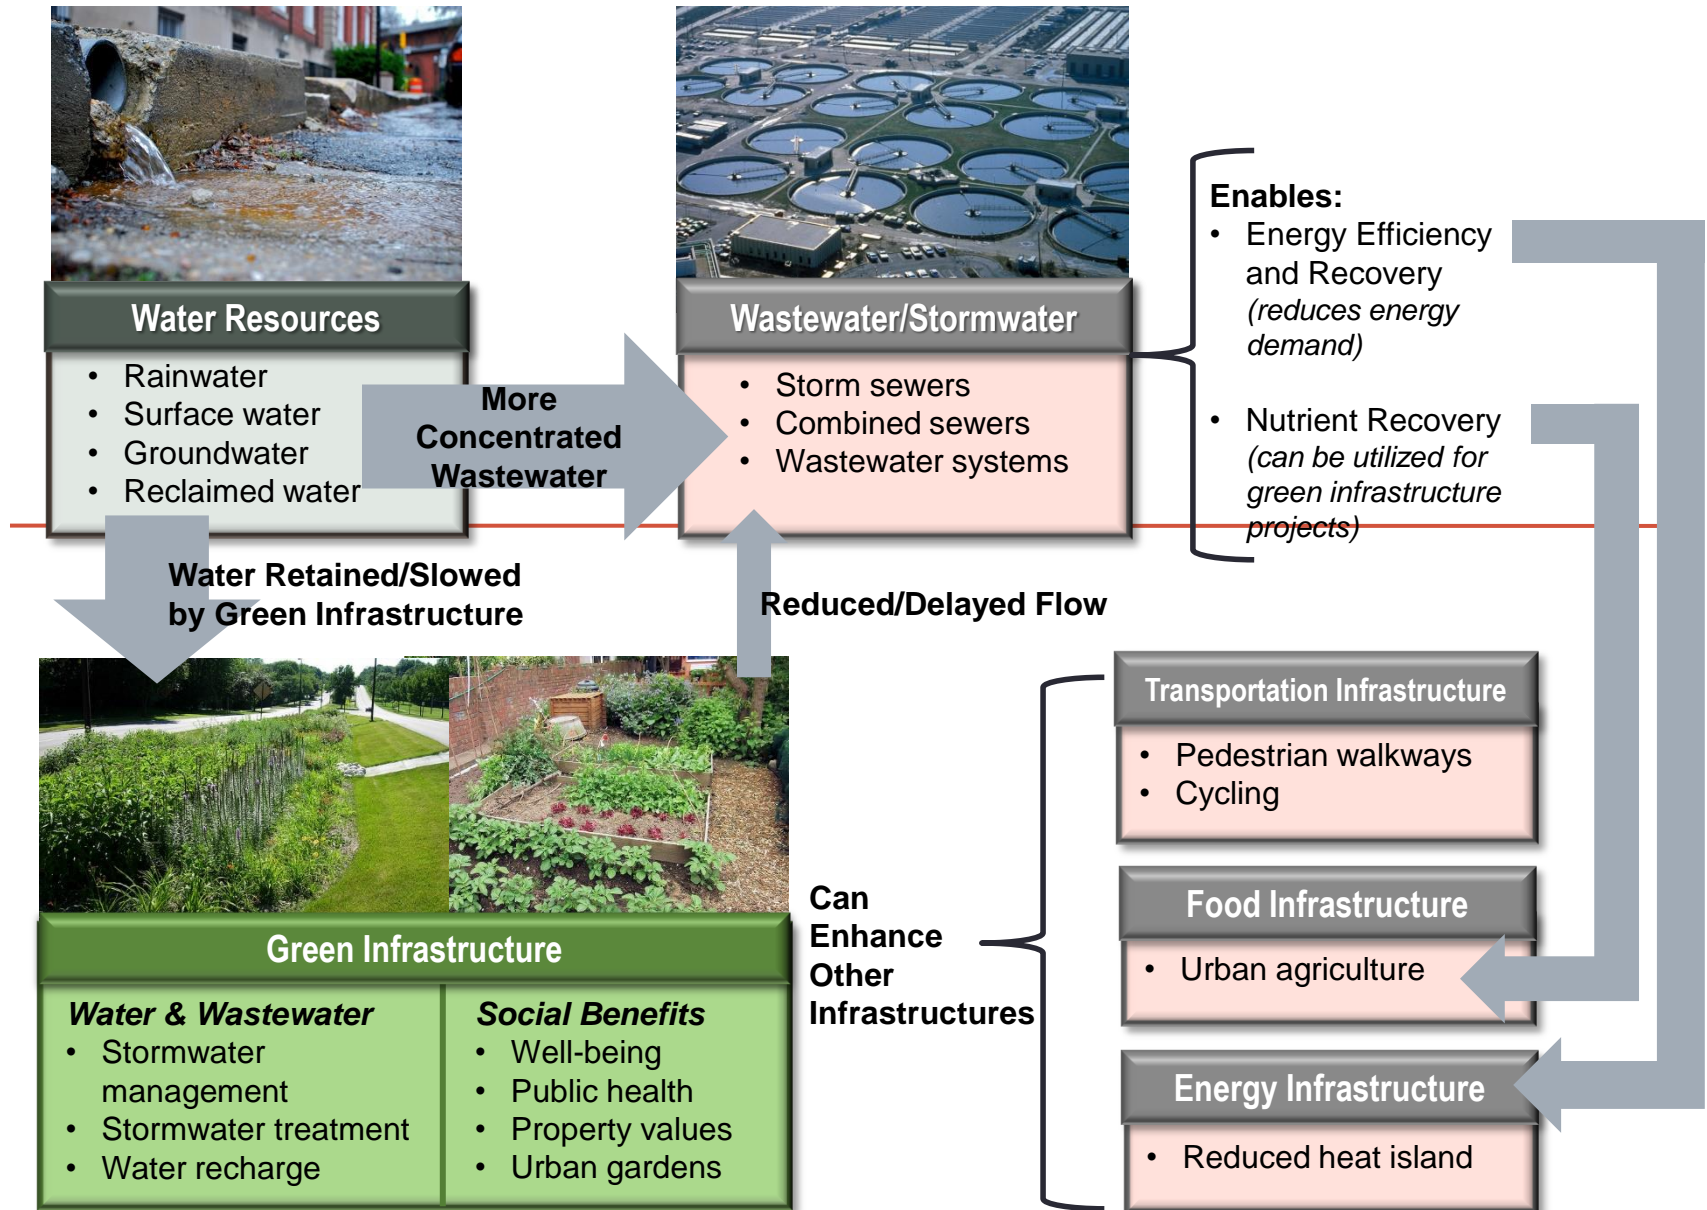 Water Resources
• Rainwater
• Surface water
• Groundwater
• Reclaimed water
More
Concentrated
Wastewater
Wastewater/Stormwater
• Storm sewers
• Combined sewers
• Wastewater systems
Enables:
• Energy Efficiency
and Recovery
(reduces energy
demand)
• Nutrient Recovery
(can be utilized for
green infrastructure
projects)
Water Retained/Slowed
by Green Infrastructure
Reduced/Delayed Flow
Green Infrastructure
Water & Wastewater
• Stormwater
management
• Stormwater treatment
• Water recharge
Social Benefits
• Well-being
• Public health
• Property values
• Urban gardens
Can
Enhance
Other
Infrastructures
Transportation Infrastructure
• Pedestrian walkways
• Cycling
Food Infrastructure
• Urban agriculture
Energy Infrastructure
• Reduced heat island